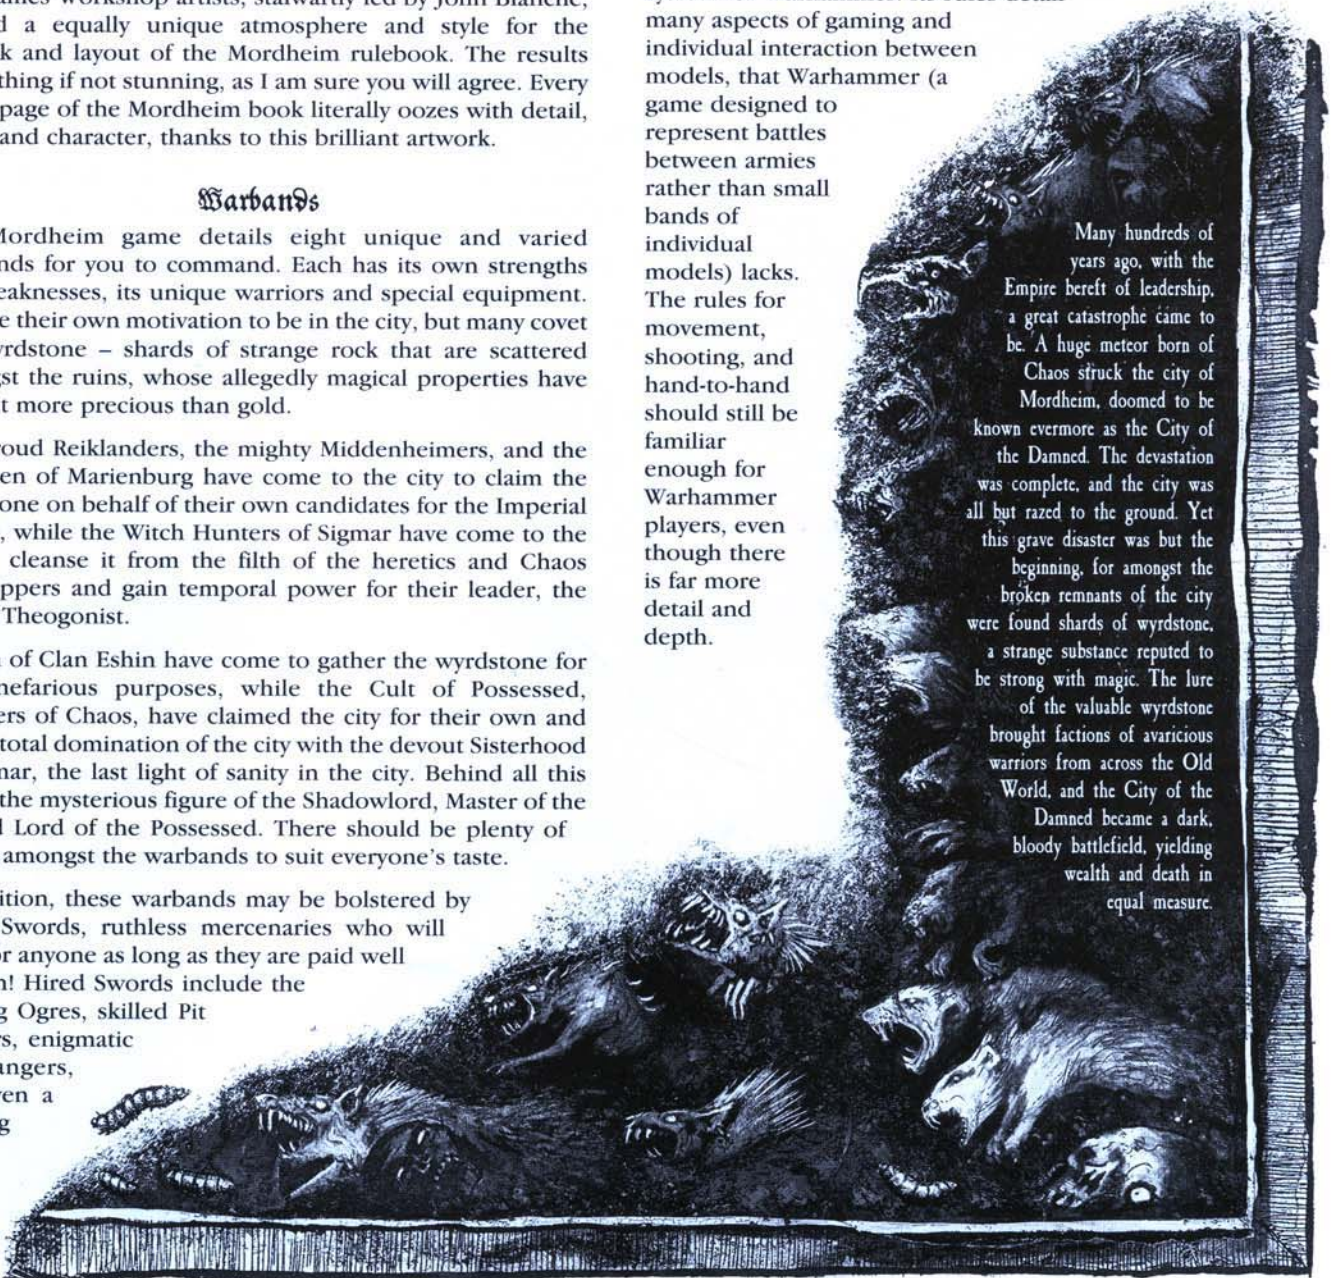 Games Workshop artists, stalwartly led by John Blanche,
a equally unique atmosphere and style for the
and layout of the Mordheim rulebook. The results
thing if not stunning, as I am sure you will agree. Every
page of the Mordheim book literally oozes with detail,
and character, thanks to this brilliant artwork.
Warbands
Mordheim game details eight unique and varied
nds for you to command. Each has its own strengths
eaknesses, its unique warriors and special equipment.
e their own motivation to be in the city, but many covet
yrdstone – shards of strange rock that are scattered
gst the ruins, whose allegedly magical properties have
t more precious than gold.
roud Reiklanders, the mighty Middenheimers, and the
en of Marienburg have come to the city to claim the
one on behalf of their own candidates for the Imperial
, while the Witch Hunters of Sigmar have come to the
cleanse it from the filth of the heretics and Chaos
ppers and gain temporal power for their leader, the
Theogonist.
of Clan Eshin have come to gather the wyrdstone for
nefarious purposes, while the Cult of Possessed,
ers of Chaos, have claimed the city for their own and
total domination of the city with the devout Sisterhood
mar, the last light of sanity in the city. Behind all this
the mysterious figure of the Shadowlord, Master of the
l Lord of the Possessed. There should be plenty of
amongst the warbands to suit everyone's taste.
ition, these warbands may be bolstered by
Swords, ruthless mercenaries who will
or anyone as long as they are paid well
h! Hired Swords include the
g Ogres, skilled Pit
rs, enigmatic
angers,
ven a
g
many aspects of gaming and
individual interaction between
models, that Warhammer (a
game designed to
represent battles
between armies
rather than small
bands of
individual
models) lacks.
The rules for
movement,
shooting, and
hand-to-hand
should still be
familiar
enough for
Warhammer
players, even
though there
is far more
detail and
depth.
Many hundreds of
years ago, with the
Empire bereft of leadership,
a great catastrophe came to
be. A huge meteor born of
Chaos struck the city of
Mordheim, doomed to be
known evermore as the City of
the Damned. The devastation
was complete, and the city was
all but razed to the ground. Yet
this grave disaster was but the
beginning, for amongst the
broken remnants of the city
were found shards of wyrdstone,
a strange substance reputed to
be strong with magic. The lure
of the valuable wyrdstone
brought factions of avaricious
warriors from across the Old
World, and the City of the
Damned became a dark,
bloody battlefield, yielding
wealth and death in
equal measure.